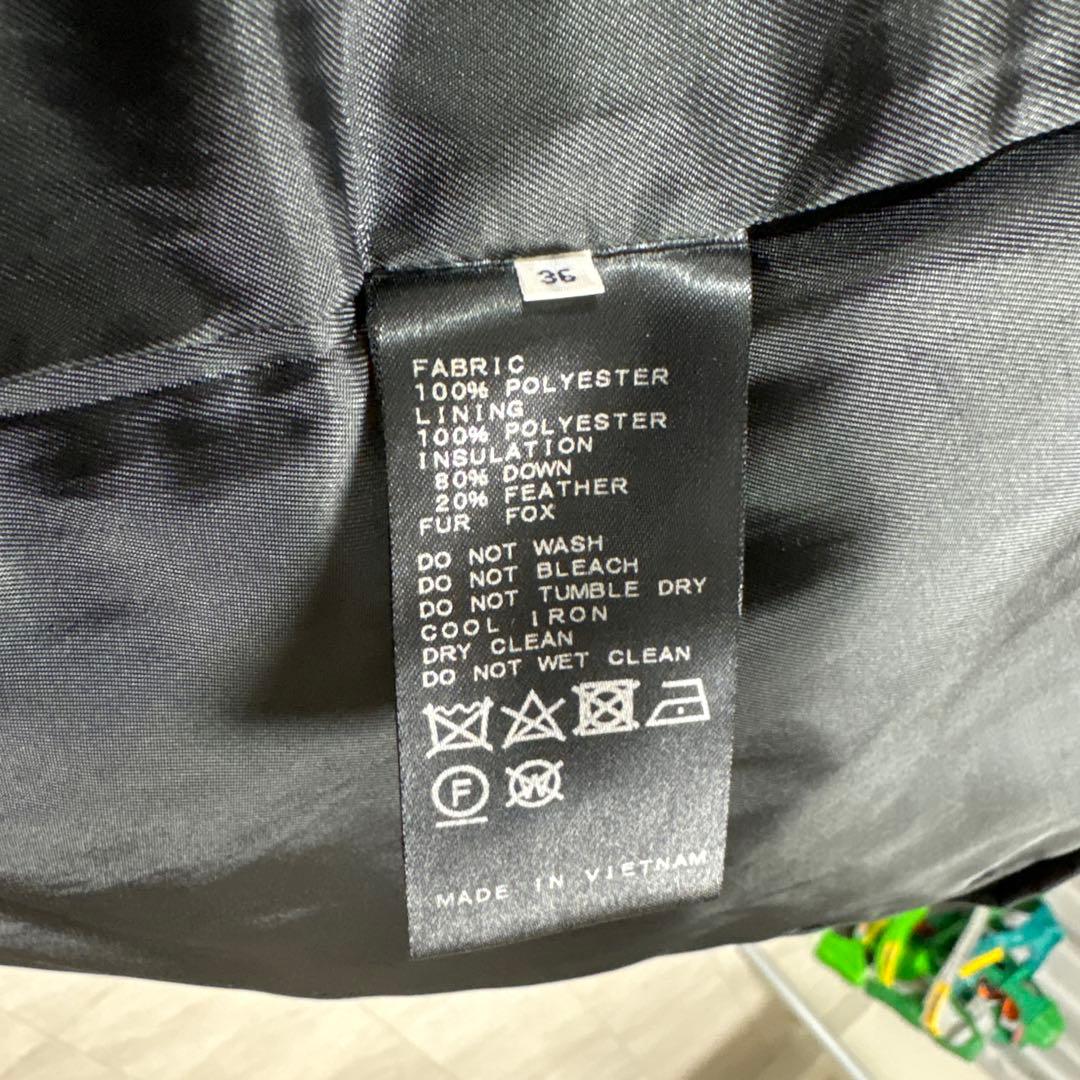 36
FABRIC
100% POLYESTER
LINING
100% POLYESTER
INSULATION
80% DOWN
20% FEATHER
FUR FOX
DO NOT WASH
DO NOT BLEACH
DO NOT TUMBLE DRY
COOL IRON
DRY CLEAN
DO NOT WET CLEAN
F W
MADE IN VIETNAM